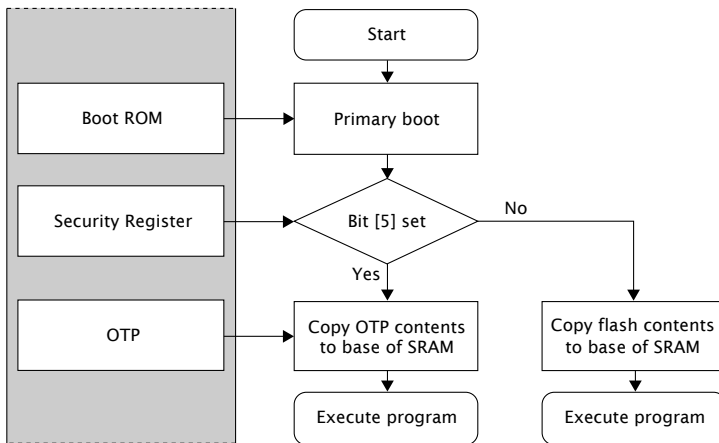 Start
Boot ROM
Primary boot
Security Register
Bit [5] set
No
Yes
OTP
Copy OTP contents
to base of SRAM
Copy flash contents
to base of SRAM
Execute program
Execute program